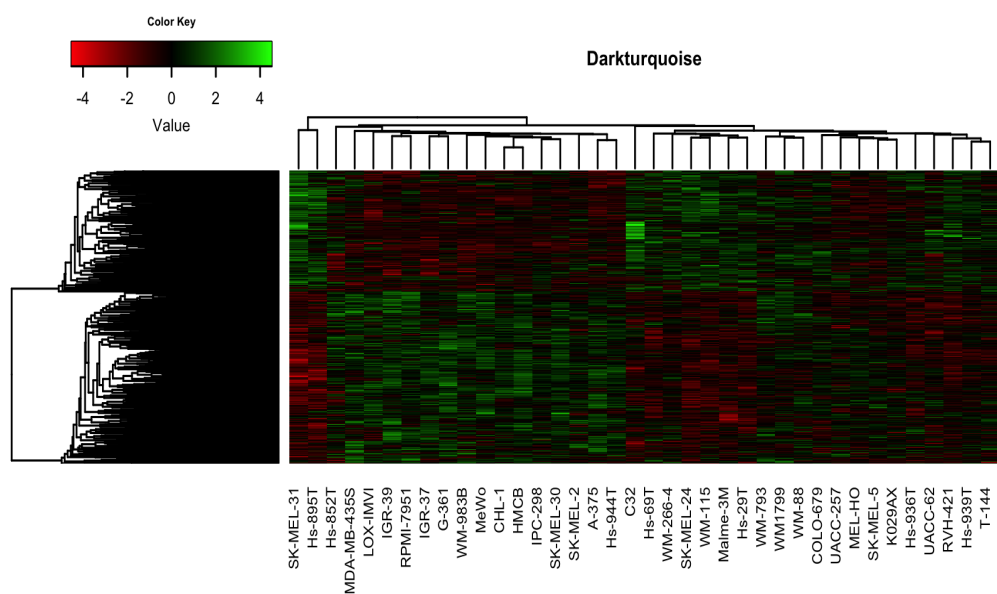 Color Key
-4 -2 0 2 4
Value
Darkturquoise
SK-MEL-31
Hs-895T
Hs-852T
MDA-MB-435S
LOX-IMVI
IGR-39
RPMI-7951
IGR-37
G-361
WM-983B
MeWo
CHL-1
HMCB
IPC-298
SK-MEL-30
SK-MEL-2
A-375
Hs-944T
C32
Hs-69T
WM-266-4
SK-MEL-24
WM-115
Malme-3M
Hs-29T
WM-793
WM1799
WM-88
COLO-679
UACC-257
MEL-HO
SK-MEL-5
K029AX
Hs-936T
UACC-62
RVH-421
Hs-939T
T-144